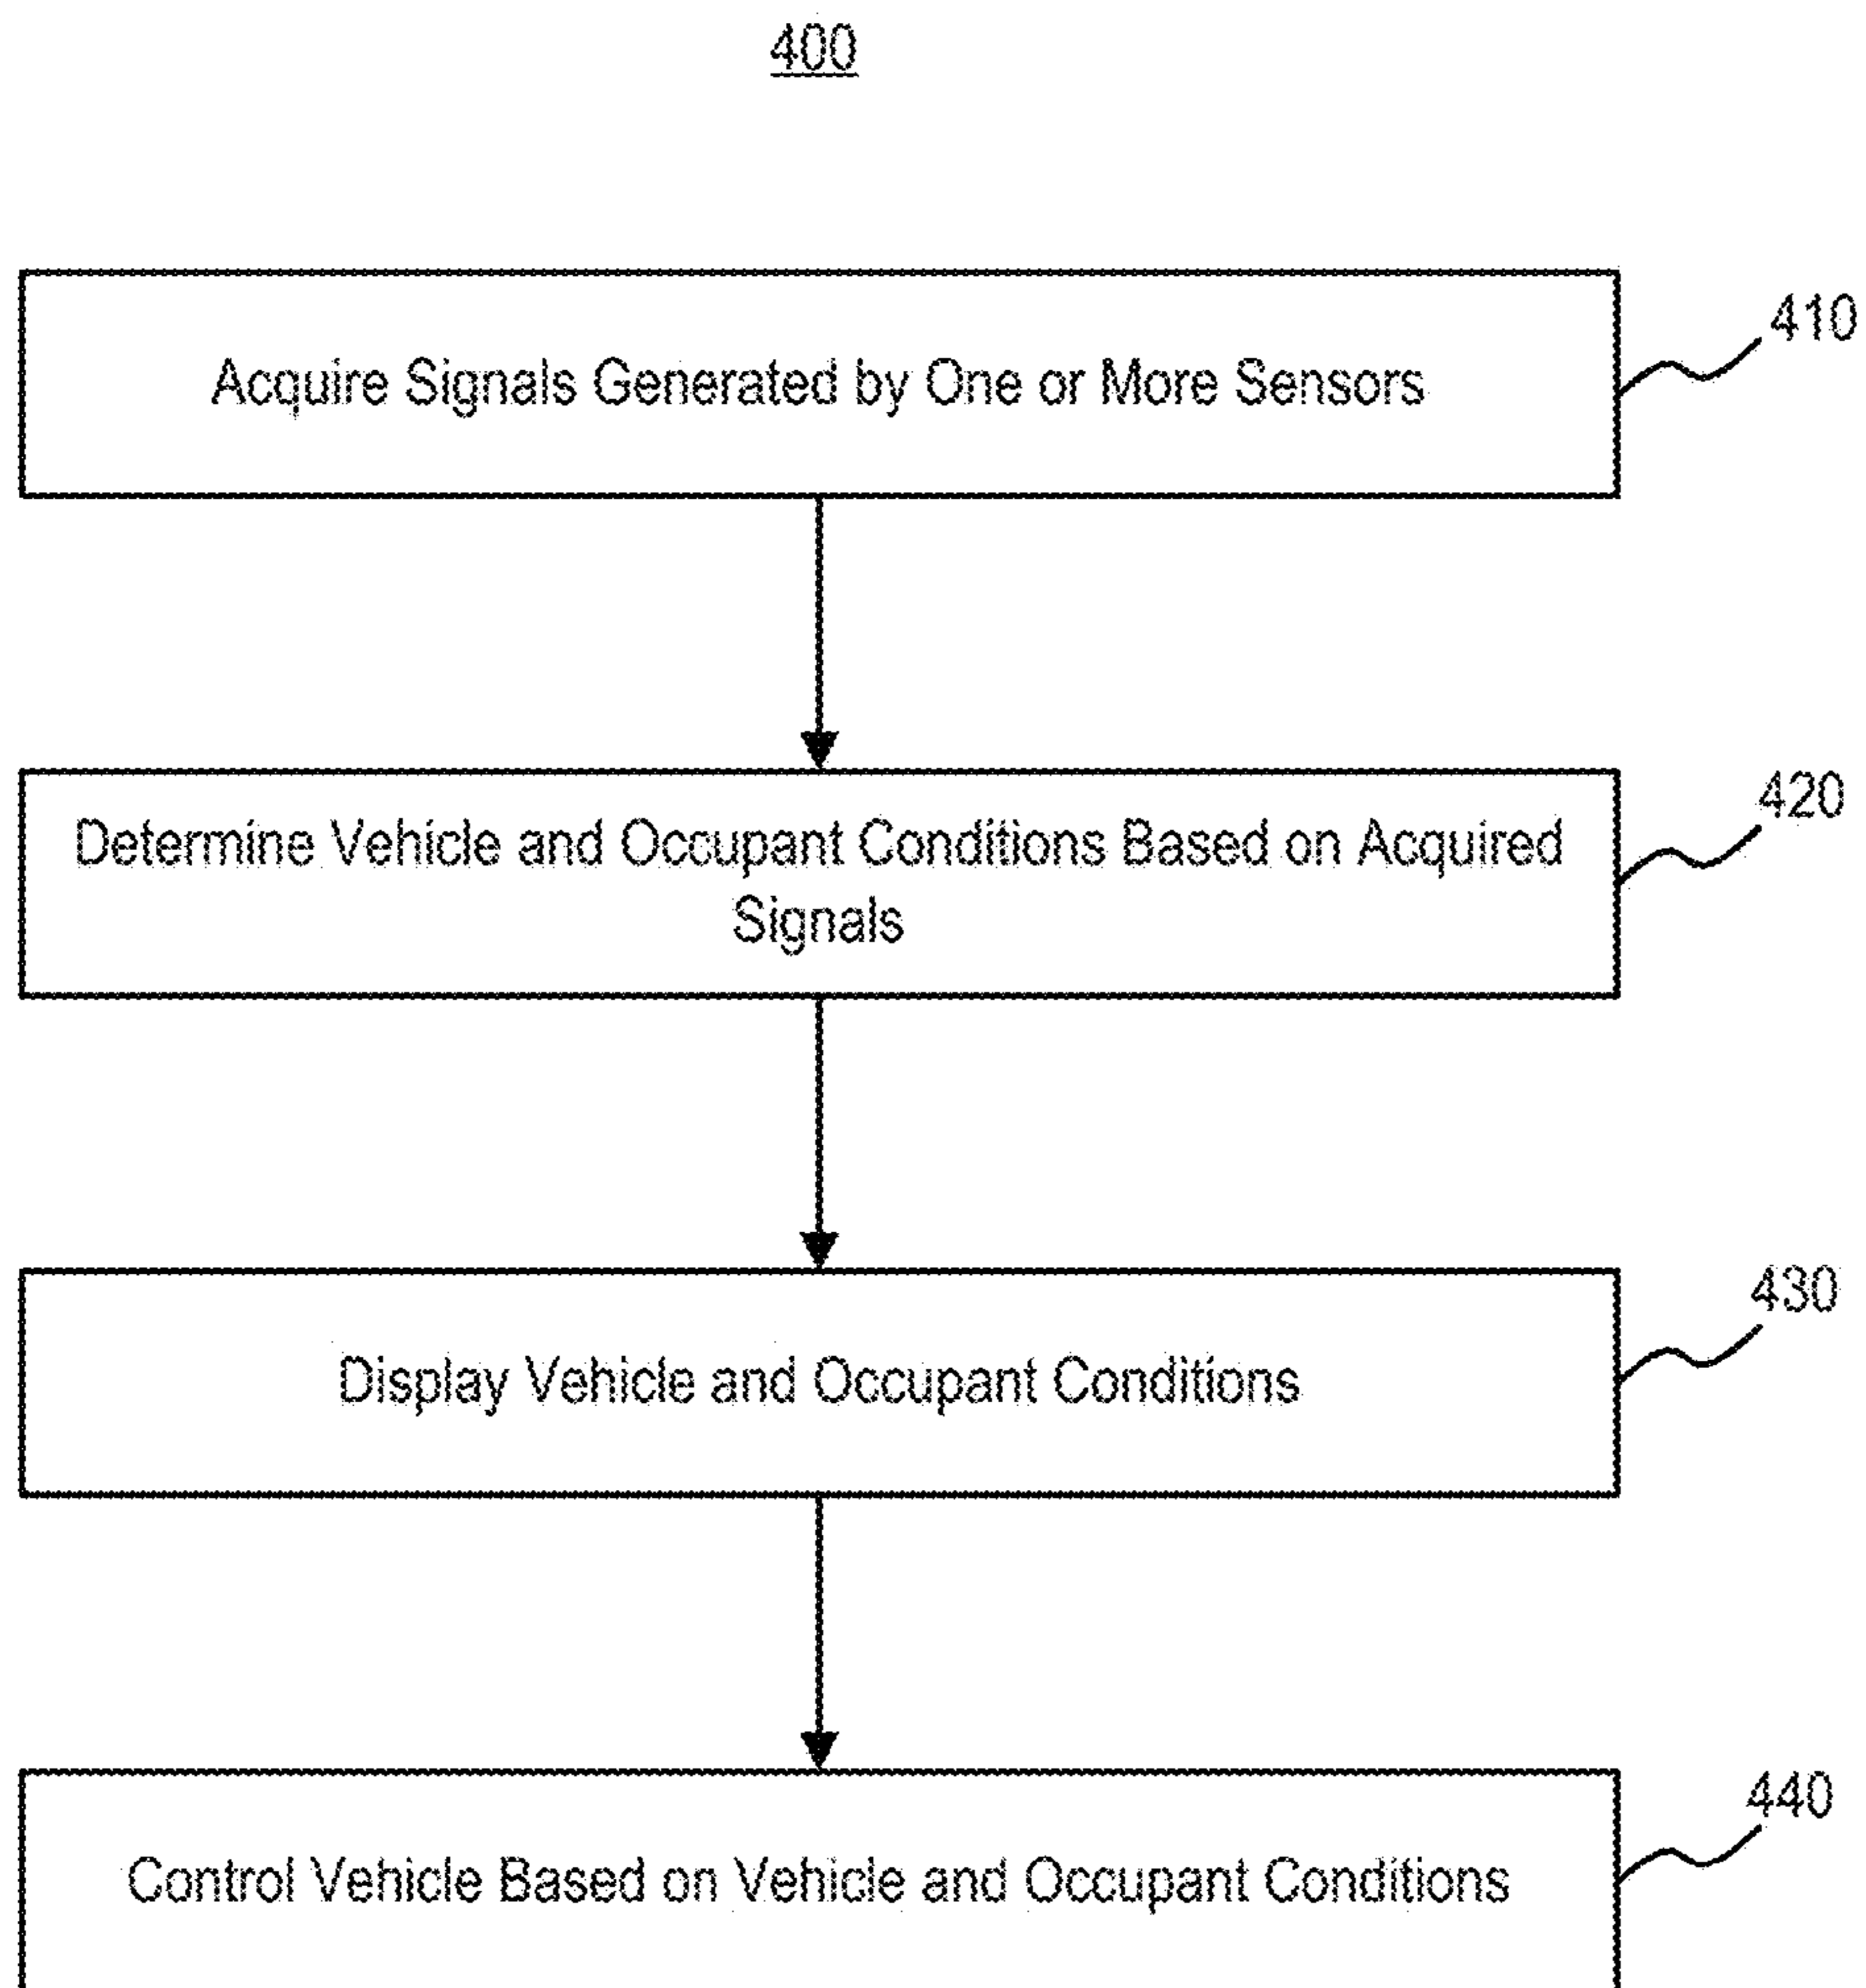 400
Acquire Signals Generated by One or More Sensors
410
Determine Vehicle and Occupant Conditions Based on Acquired
Signals
420
Display Vehicle and Occupant Conditions
430
Control Vehicle Based on Vehicle and Occupant Conditions
440